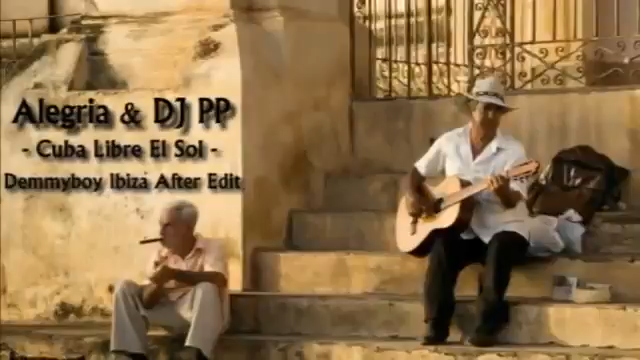 Alegria & DJ PP
- Cuba Libre El Sol -
Demmyboy Ibiza After Edit